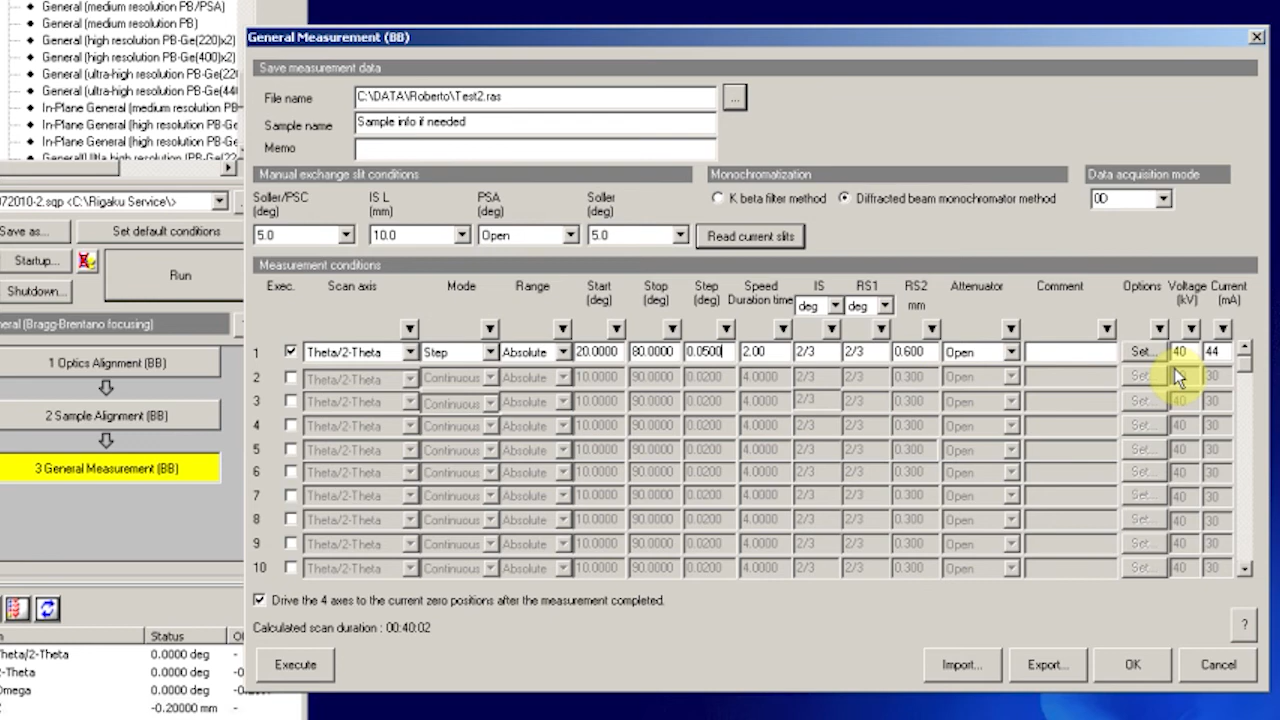 General (medium resolution PB/PSA)
General (medium resolution PB)
General (high resolution PB-Ge(220)x2)
General (high resolution PB-Ge(400)x2)
General (ultra-high resolution PB-Ge(22
General (ultra-high resolution PB-Ge(44
In-Plane General (medium resolution PB
In-Plane General (high resolution PB-Ge
In-Plane General (high resolution PB-Ge
072010-2.sqp <C:\Rigaku Service\>
Save as...
Set default conditions
Startup...
Run
Shutdown...
neral (Bragg-Brentano focusing)
1 Optics Alignment (BB)
2 Sample Alignment (BB)
3 General Measurement (BB)
Status
heta/2-Theta 0.0000 deg -
-Theta 0.0000 deg
mega 0.0000 deg
-0.20000 mm -
General Measurement (BB)
Save measurement data
File name C:\DATA\Roberto\Test2.ras ...
Sample name Sample info if needed
Memo
Manual exchange slit conditions Monochromatization Data acquisition mode
Soller/PSC IS L PSA Soller
(deg) (mm) (deg) (deg)
K beta filter method Diffracted beam monochromator method 0D
5.0 10.0 Open 5.0 Read current slits
Measurement conditions
Exec. Scan axis Mode Range Start Stop Step Speed IS RS1 RS2 Attenuator Comment Options Voltage Current
(deg) (deg) (deg) Duration time deg deg mm (kV) (mA)
1 Theta/2-Theta Step Absolute 20.0000 80.0000 0.0500 2.00 2/3 2/3 0.600 Open Set... 40 44
2 Theta/2-Theta Continuous Absolute 10.0000 90.0000 0.0200 4.0000 2/3 2/3 0.300 Open Set... 40 30
3 Theta/2-Theta Continuous Absolute 10.0000 90.0000 0.0200 4.0000 2/3 2/3 0.300 Open Set... 40 30
4 Theta/2-Theta Continuous Absolute 10.0000 90.0000 0.0200 4.0000 2/3 2/3 0.300 Open Set... 40 30
5 Theta/2-Theta Continuous Absolute 10.0000 90.0000 0.0200 4.0000 2/3 2/3 0.300 Open Set... 40 30
6 Theta/2-Theta Continuous Absolute 10.0000 90.0000 0.0200 4.0000 2/3 2/3 0.300 Open Set... 40 30
7 Theta/2-Theta Continuous Absolute 10.0000 90.0000 0.0200 4.0000 2/3 2/3 0.300 Open Set... 40 30
8 Theta/2-Theta Continuous Absolute 10.0000 90.0000 0.0200 4.0000 2/3 2/3 0.300 Open Set... 40 30
9 Theta/2-Theta Continuous Absolute 10.0000 90.0000 0.0200 4.0000 2/3 2/3 0.300 Open Set... 40 30
10 Theta/2-Theta Continuous Absolute 10.0000 90.0000 0.0200 4.0000 2/3 2/3 0.300 Open Set... 40 30
Drive the 4 axes to the current zero positions after the measurement completed.
Calculated scan duration : 00:40:02
?
Execute Import... Export... OK Cancel